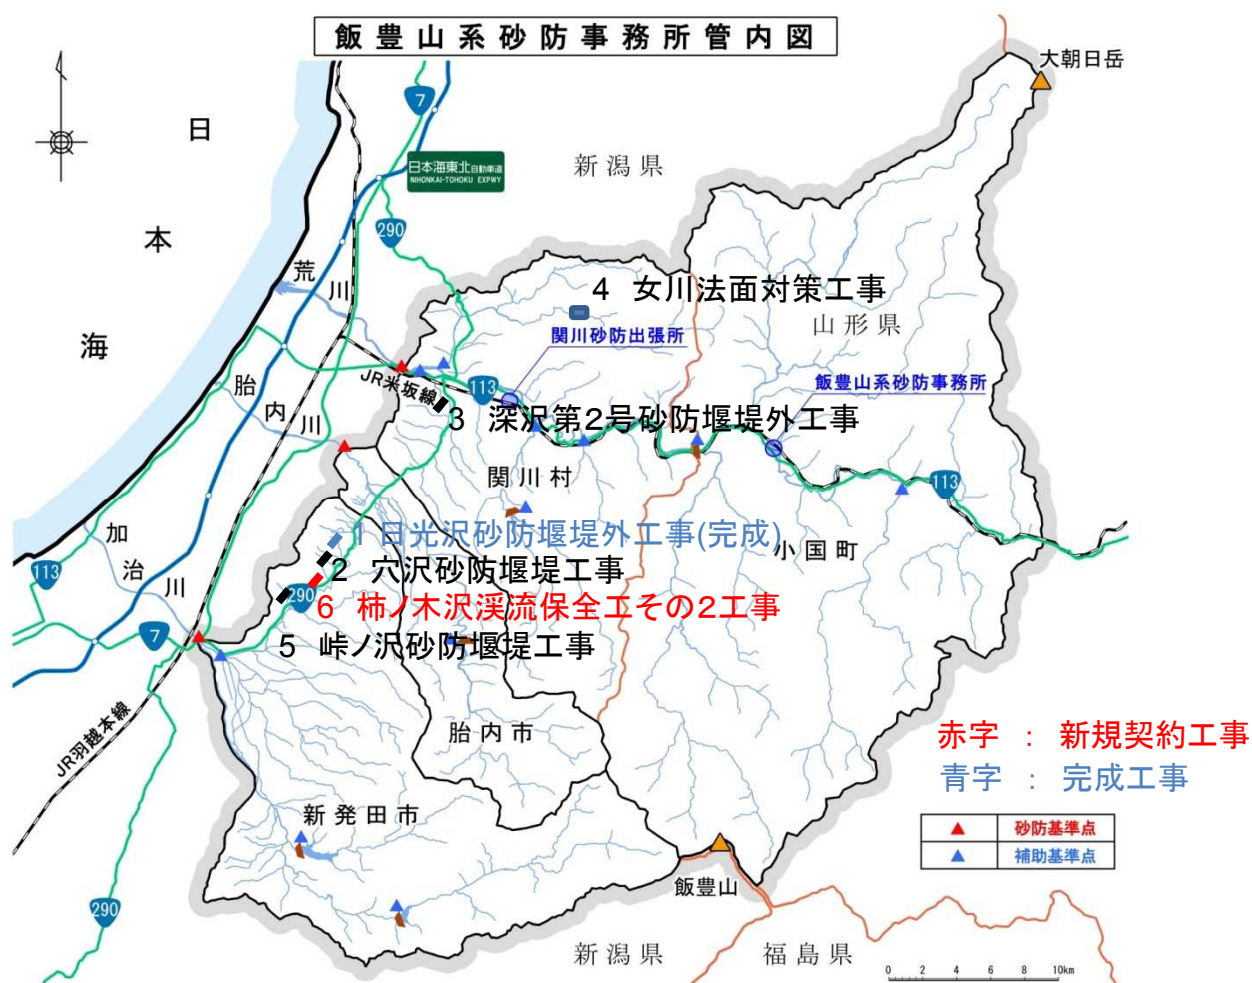 飯豊山系砂防事務所管内図
大朝日岳
7
日本海
日本海東北自動車道
NIHONKAI-TOHOKU EXPWY
新潟県
290
荒川
4 女川法面対策工事
山形県
関川砂防出張所
飯豊山系砂防事務所
JR米坂線
113
胎内川
3 深沢第2号砂防堰堤外工事
関川村
113
加治川
1 日光沢砂防堰堤外工事(完成)
小国町
2 穴沢砂防堰堤工事
113
290
6 柿ノ木沢渓流保全工その2工事
7
5 峠ノ沢砂防堰堤工事
JR羽越本線
胎内市
赤字 : 新規契約工事
青字 : 完成工事
新発田市
砂防基準点
補助基準点
飯豊山
290
新潟県
福島県
0 2 4 6 8 10km